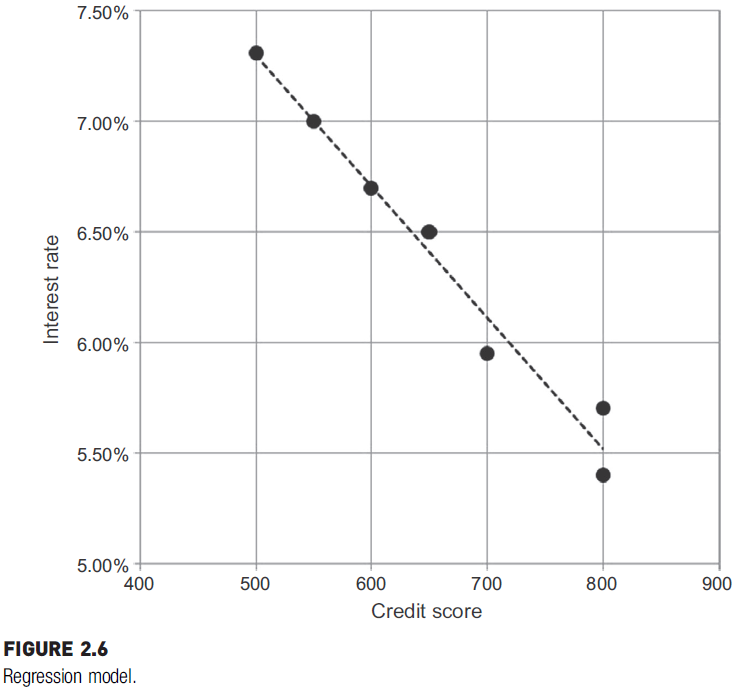 7.50%
7.00%
6.50%
6.00%
5.50%
5.00%
Interest rate
400 500 600 700 800 900
Credit score
FIGURE 2.6
Regression model.